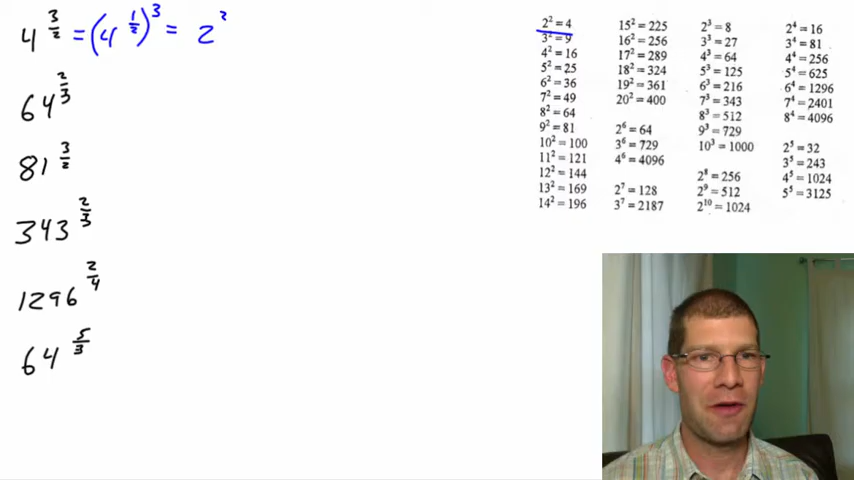 4^{3/2} = (4^{1/2})^3 = 2^2
64^{2/3}
81^{3/2}
343^{2/3}
1296^{2/4}
64^{5/3}
2² = 4
3² = 9
4² = 16
5² = 25
6² = 36
7² = 49
8² = 64
9² = 81
10² = 100
11² = 121
12² = 144
13² = 169
14² = 196
15² = 225
16² = 256
17² = 289
18² = 324
19² = 361
20² = 400
2⁶ = 64
3⁶ = 729
4⁶ = 4096
2⁷ = 128
3⁷ = 2187
2³ = 8
3³ = 27
4³ = 64
5³ = 125
6³ = 216
7³ = 343
8³ = 512
9³ = 729
10³ = 1000
2⁸ = 256
2⁹ = 512
2¹⁰ = 1024
2⁴ = 16
3⁴ = 81
4⁴ = 256
5⁴ = 625
6⁴ = 1296
7⁴ = 2401
8⁴ = 4096
2⁵ = 32
3⁵ = 243
4⁵ = 1024
5⁵ = 3125